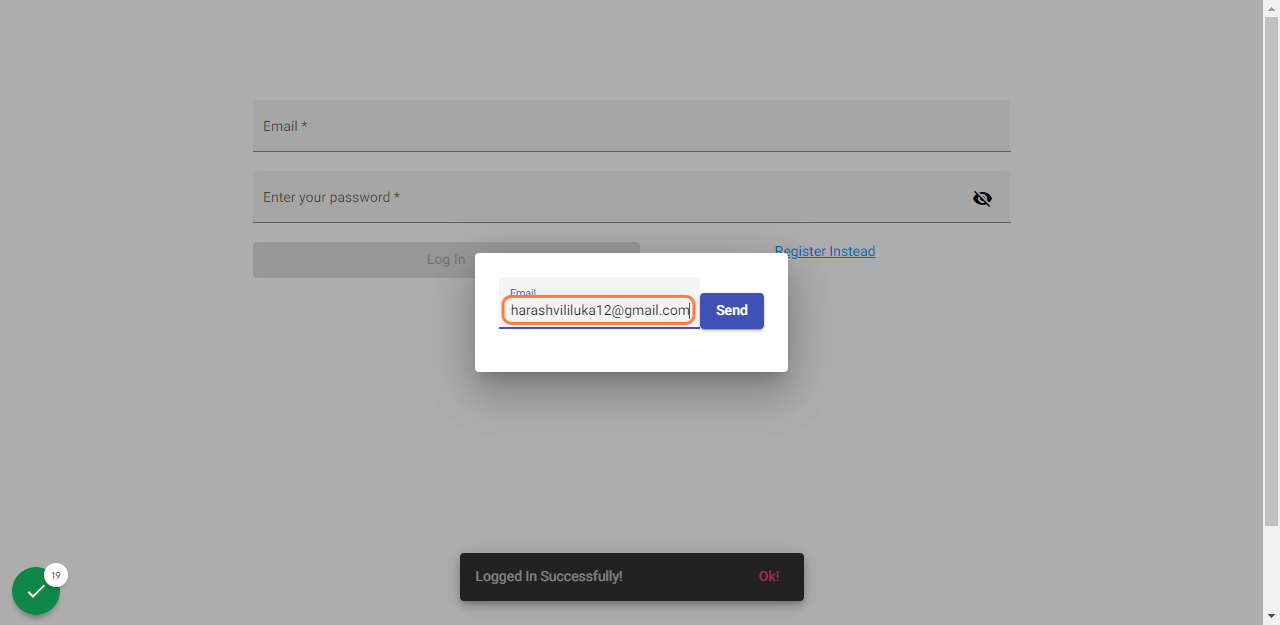 Email *
Enter your password *
Log In
Register Instead
Email
harashvililuka12@gmail.com
Send
Logged In Successfully!
Ok!
19